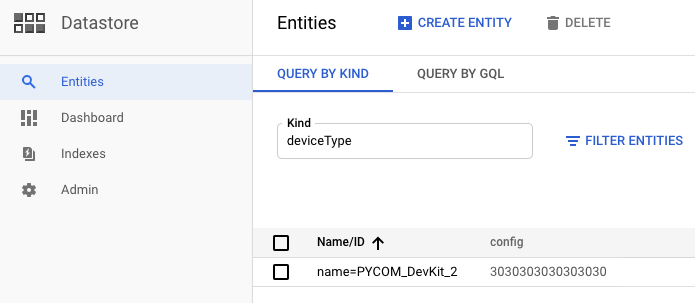 Datastore
Entities
Dashboard
Indexes
Admin
Entities
CREATE ENTITY
DELETE
QUERY BY KIND
QUERY BY GQL
Kind
deviceType
FILTER ENTITIES
Name/ID
config
name=PYCOM_DevKit_2
3030303030303030